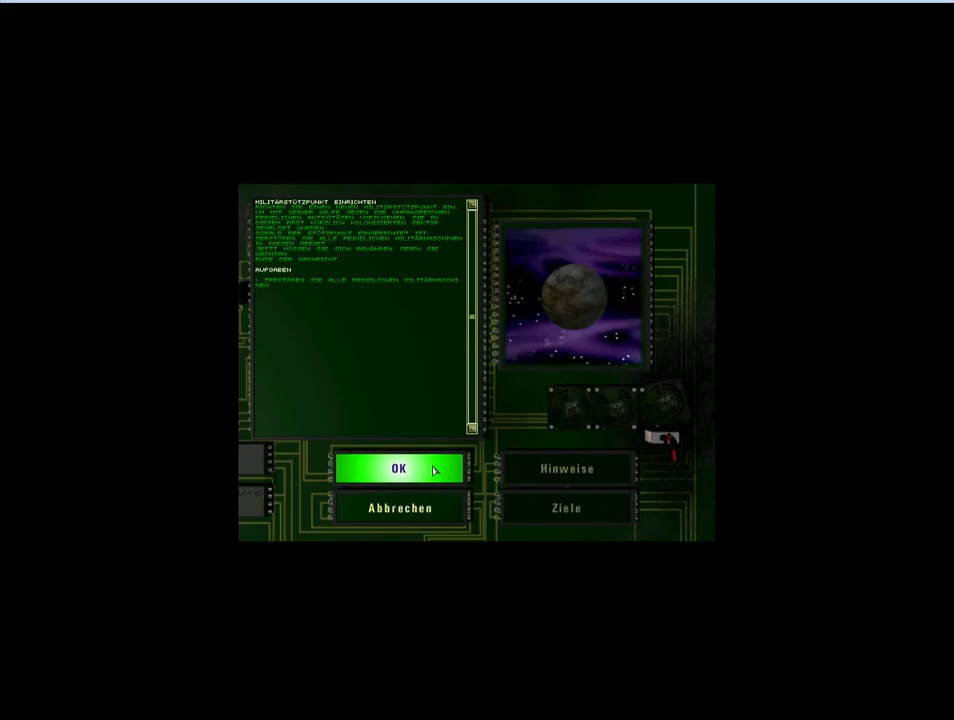 MILITÄRSTÜTZPUNKT EINRICHTEN
RICHTEN SIE EINEN NEUEN MILITÄRSTÜTZPUNKT EIN,
UM MIT SEINER HILFE GEGEN DIE UMFANGREICHEN
FEINDLICHEN AKTIVITÄTEN VORZUGEHEN, DIE IN
DIESEM ERST KÜRZLICH KOLONISIERTEN SEKTOR
GEMELDET WURDEN.
SOBALD DER STÜTZPUNKT EINGERICHTET IST,
ZERSTÖREN SIE ALLE FEINDLICHEN MILITÄRMASCHINEN
IN DIESEM GEBIET.
JETZT MÜSSEN SIE SICH BEWÄHREN. SEIEN SIE
WACHSAM.
ENDE DER NACHRICHT.
AUFGABEN
ZERSTÖREN SIE ALLE FEINDLICHEN MILITÄRMASCHI-
NEN
OK
Hinweise
Abbrechen
Ziele